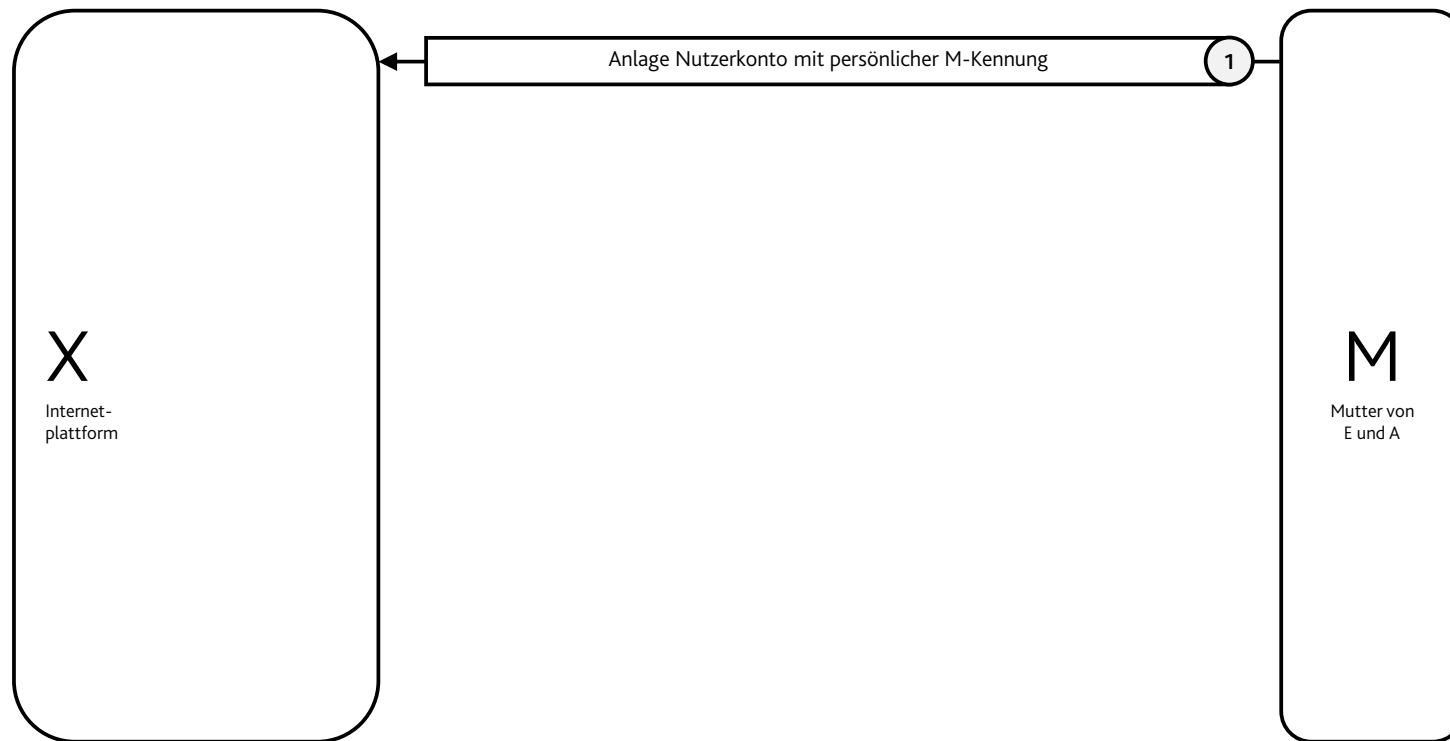 Anlage Nutzerkonto mit persönlicher M-Kennung
1
X
Internet-
plattform
M
Mutter von
E und A